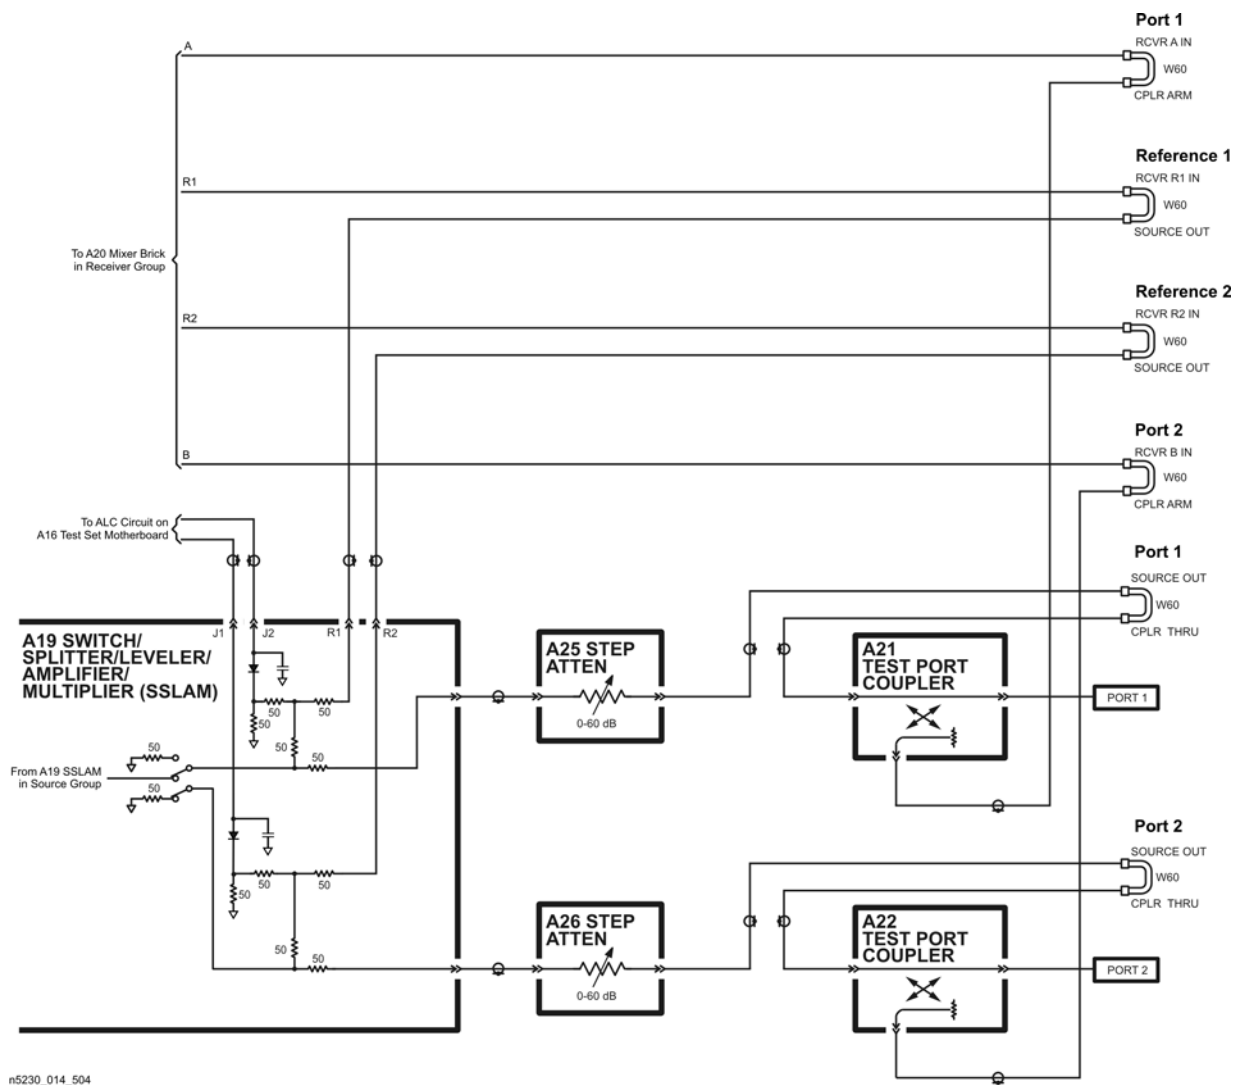 Port 1
A
RCVR A IN
W60
CPLR ARM
Reference 1
R1
RCVR R1 IN
W60
SOURCE OUT
To A20 Mixer Brick
in Receiver Group
Reference 2
R2
RCVR R2 IN
W60
SOURCE OUT
Port 2
B
RCVR B IN
W60
CPLR ARM
To ALC Circuit on
A16 Test Set Motherboard
Port 1
SOURCE OUT
W60
CPLR THRU
J1
J2
R1
R2
A19 SWITCH/
SPLITTER/LEVELER/
AMPLIFIER/
MULTIPLIER (SSLAM)
A25 STEP
ATTEN
0-60 dB
A21
TEST PORT
COUPLER
PORT 1
50
50
50
50
50
50
From A19 SSLAM
in Source Group
50
Port 2
SOURCE OUT
W60
CPLR THRU
50
50
50
50
50
A26 STEP
ATTEN
0-60 dB
A22
TEST PORT
COUPLER
PORT 2
n5230_014_504